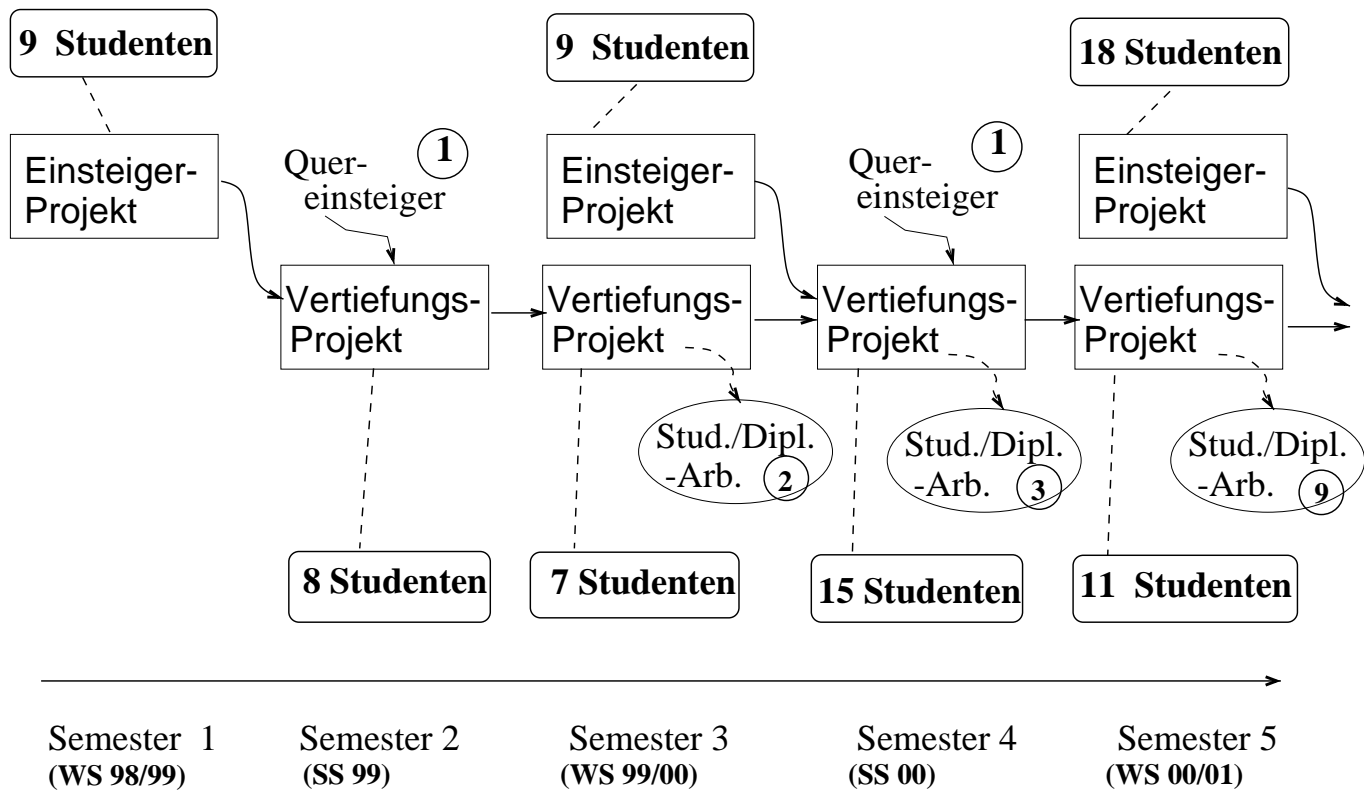 9 Studenten
9 Studenten
18 Studenten
Einsteiger-
Projekt
Quer-
einsteiger
1
Einsteiger-
Projekt
Quer-
einsteiger
1
Einsteiger-
Projekt
Vertiefungs-
Projekt
Vertiefungs-
Projekt
Vertiefungs-
Projekt
Vertiefungs-
Projekt
Stud./Dipl.
-Arb. 2
Stud./Dipl.
-Arb. 3
Stud./Dipl.
-Arb. 9
8 Studenten
7 Studenten
15 Studenten
11 Studenten
Semester 1
(WS 98/99)
Semester 2
(SS 99)
Semester 3
(WS 99/00)
Semester 4
(SS 00)
Semester 5
(WS 00/01)